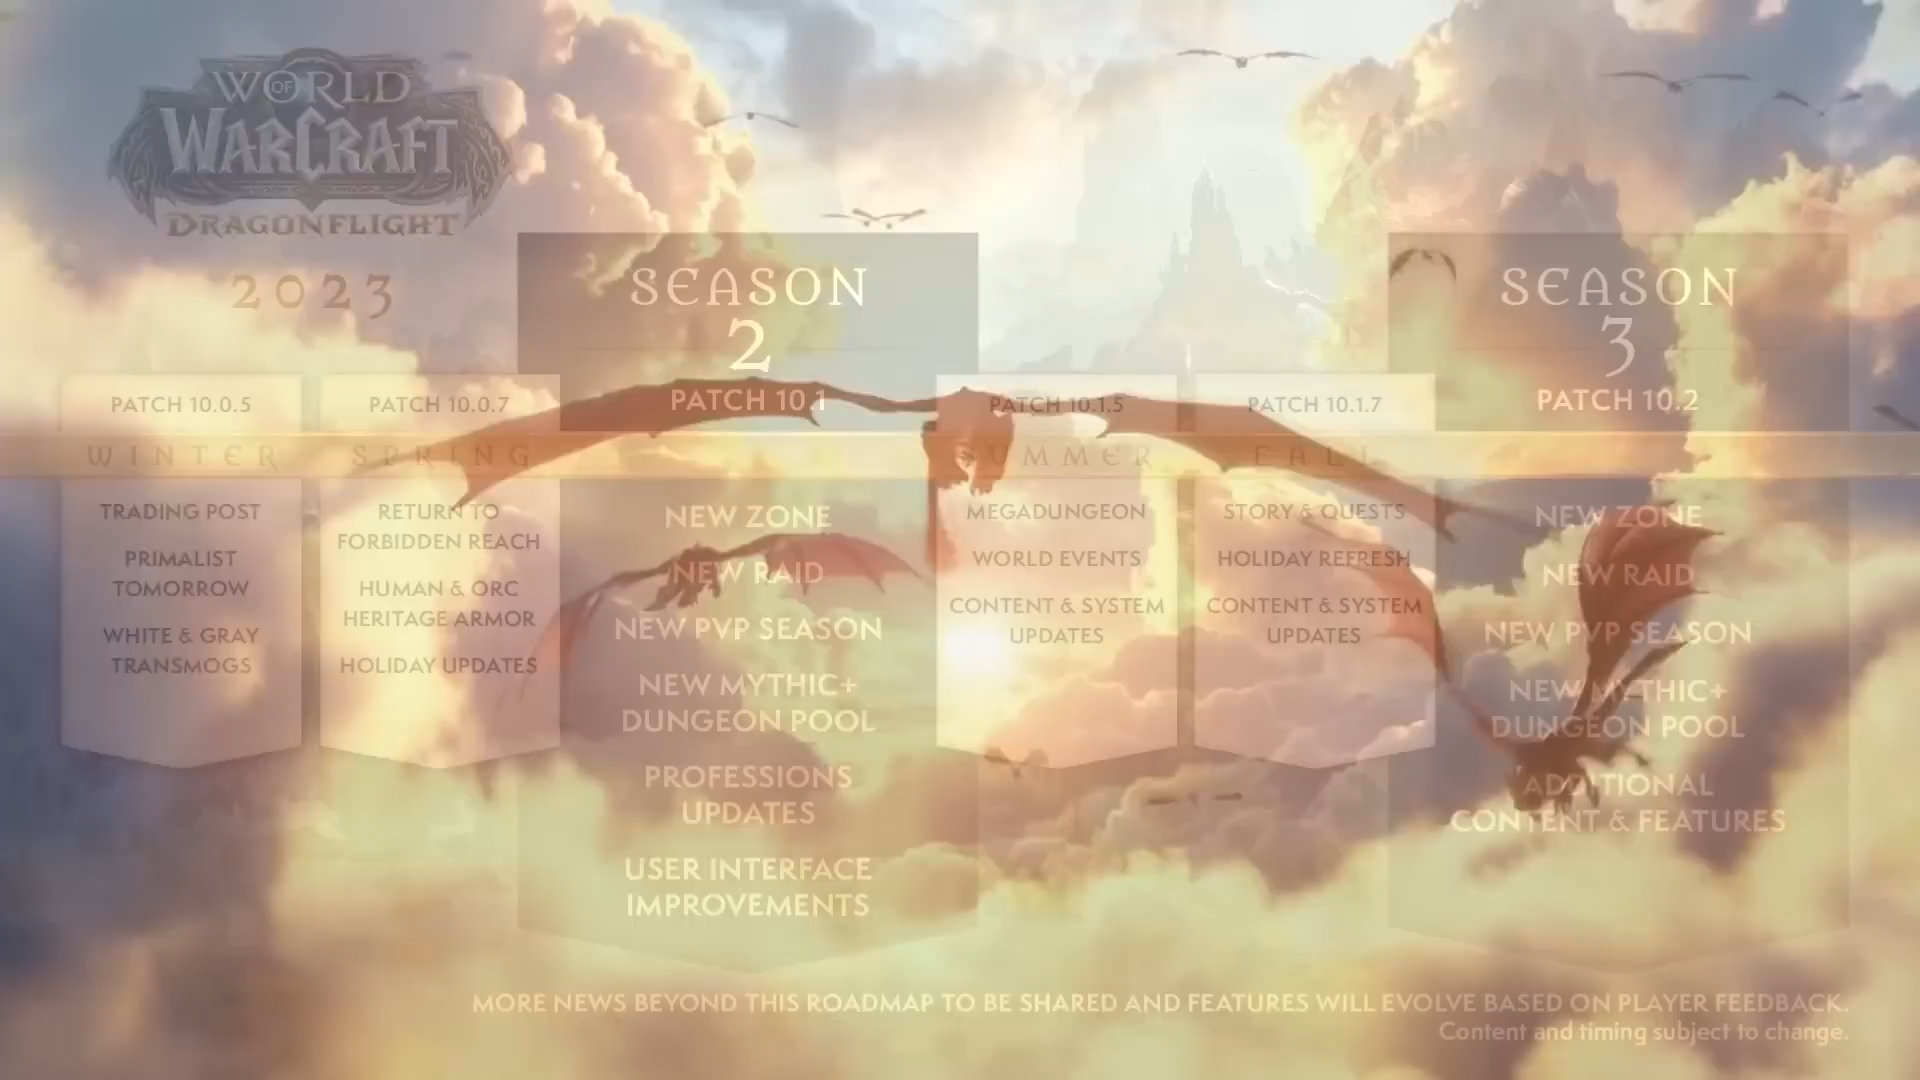 WORLD
OF
WARCRAFT
DRAGONFLIGHT
2023
PATCH 10.0.5
WINTER
TRADING POST
PRIMALIST
TOMORROW
WHITE & GRAY
TRANSMOGS
PATCH 10.0.7
SPRING
RETURN TO
FORBIDDEN REACH
HUMAN & ORC
HERITAGE ARMOR
HOLIDAY UPDATES
SEASON
2
PATCH 10.1
NEW ZONE
NEW RAID
NEW PVP SEASON
NEW MYTHIC+
DUNGEON POOL
PROFESSIONS
UPDATES
USER INTERFACE
IMPROVEMENTS
PATCH 10.1.5
SUMMER
MEGADUNGEON
WORLD EVENTS
CONTENT & SYSTEM
UPDATES
PATCH 10.1.7
FALL
STORY & QUESTS
HOLIDAY REFRESH
CONTENT & SYSTEM
UPDATES
SEASON
3
PATCH 10.2
NEW ZONE
NEW RAID
NEW PVP SEASON
NEW MYTHIC+
DUNGEON POOL
ADDITIONAL
CONTENT & FEATURES
MORE NEWS BEYOND THIS ROADMAP TO BE SHARED AND FEATURES WILL EVOLVE BASED ON PLAYER FEEDBACK.
Content and timing subject to change.